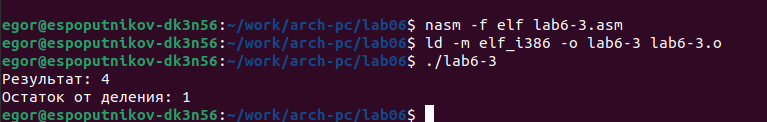 egor@espoputnikov-dk3n56:~/work/arch-pc/lab06$ nasm -f elf lab6-3.asm
egor@espoputnikov-dk3n56:~/work/arch-pc/lab06$ ld -m elf_i386 -o lab6-3 lab6-3.o
egor@espoputnikov-dk3n56:~/work/arch-pc/lab06$ ./lab6-3
Результат: 4
Остаток от деления: 1
egor@espoputnikov-dk3n56:~/work/arch-pc/lab06$